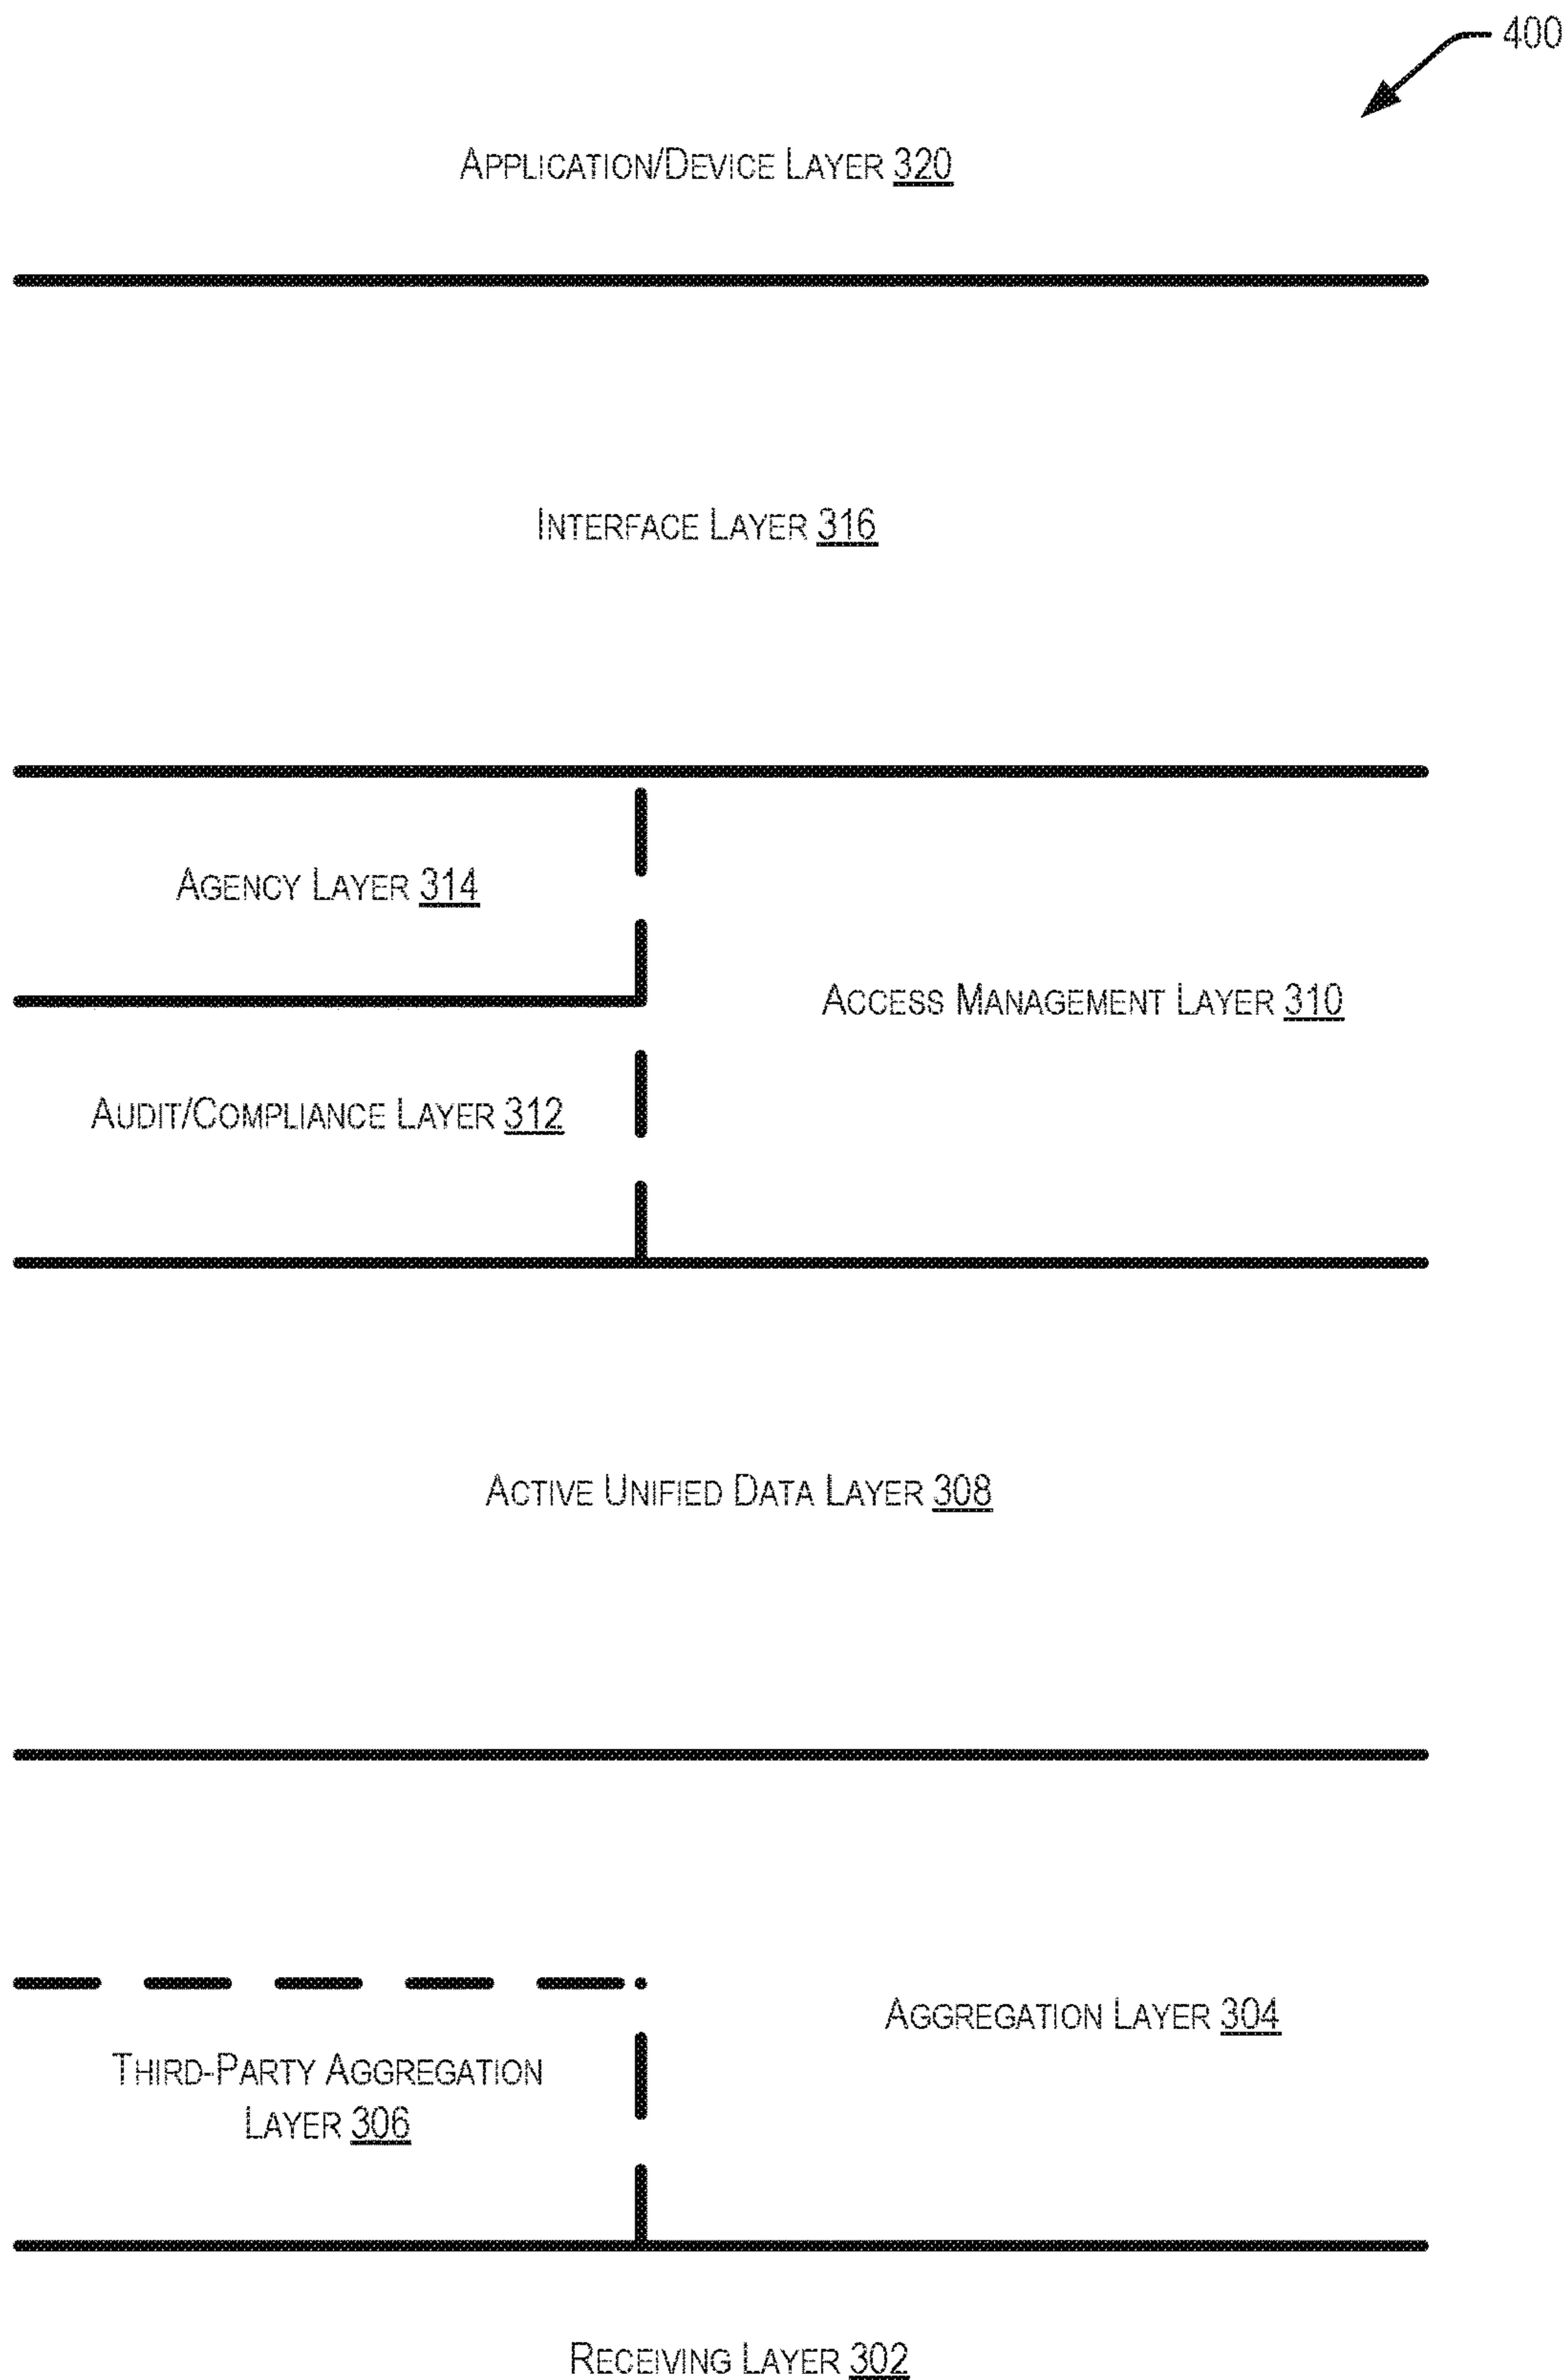 400
APPLICATION/DEVICE LAYER 320
INTERFACE LAYER 316
AGENCY LAYER 314
ACCESS MANAGEMENT LAYER 310
AUDIT/COMPLIANCE LAYER 312
ACTIVE UNIFIED DATA LAYER 308
AGGREGATION LAYER 304
THIRD-PARTY AGGREGATION
LAYER 306
RECEIVING LAYER 302